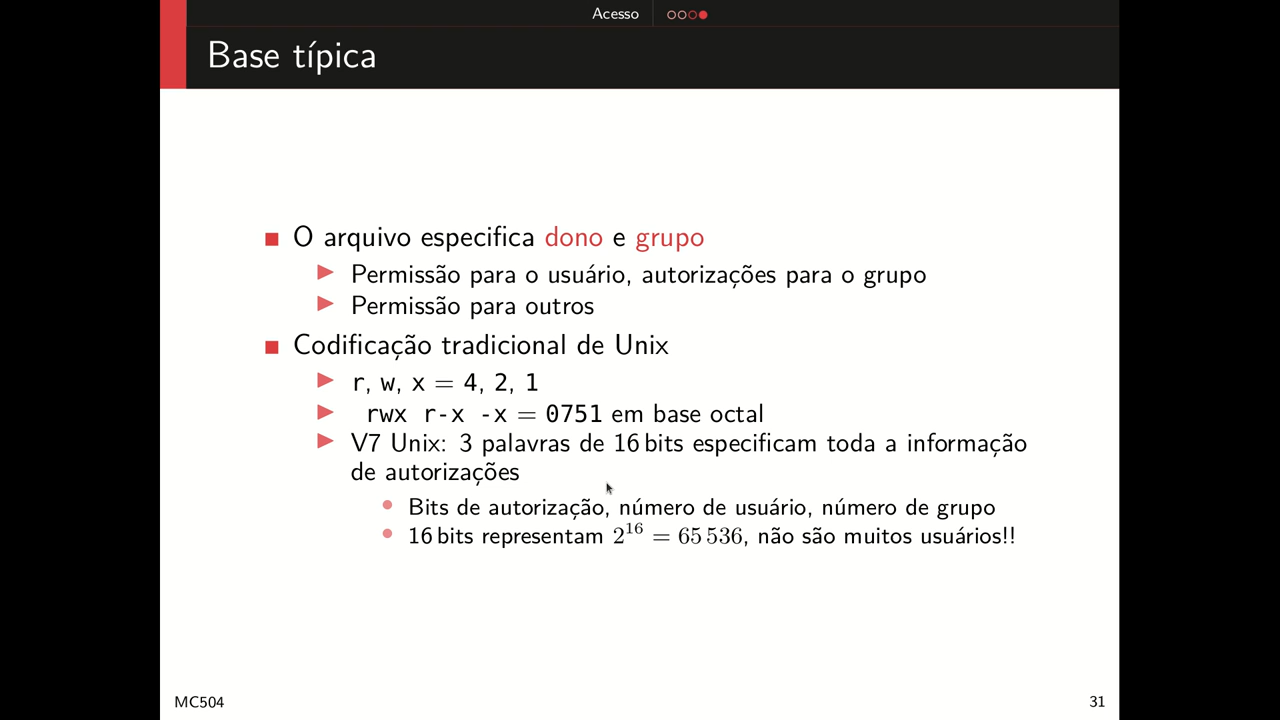 Acesso
Base típica
O arquivo especifica dono e grupo
Permissão para o usuário, autorizações para o grupo
Permissão para outros
Codificação tradicional de Unix
r, w, x = 4, 2, 1
rwx r-x -x = 0751 em base octal
V7 Unix: 3 palavras de 16 bits especificam toda a informação
de autorizações
Bits de autorização, número de usuário, número de grupo
16 bits representam 2^16 = 65 536, não são muitos usuários!!
MC504
31